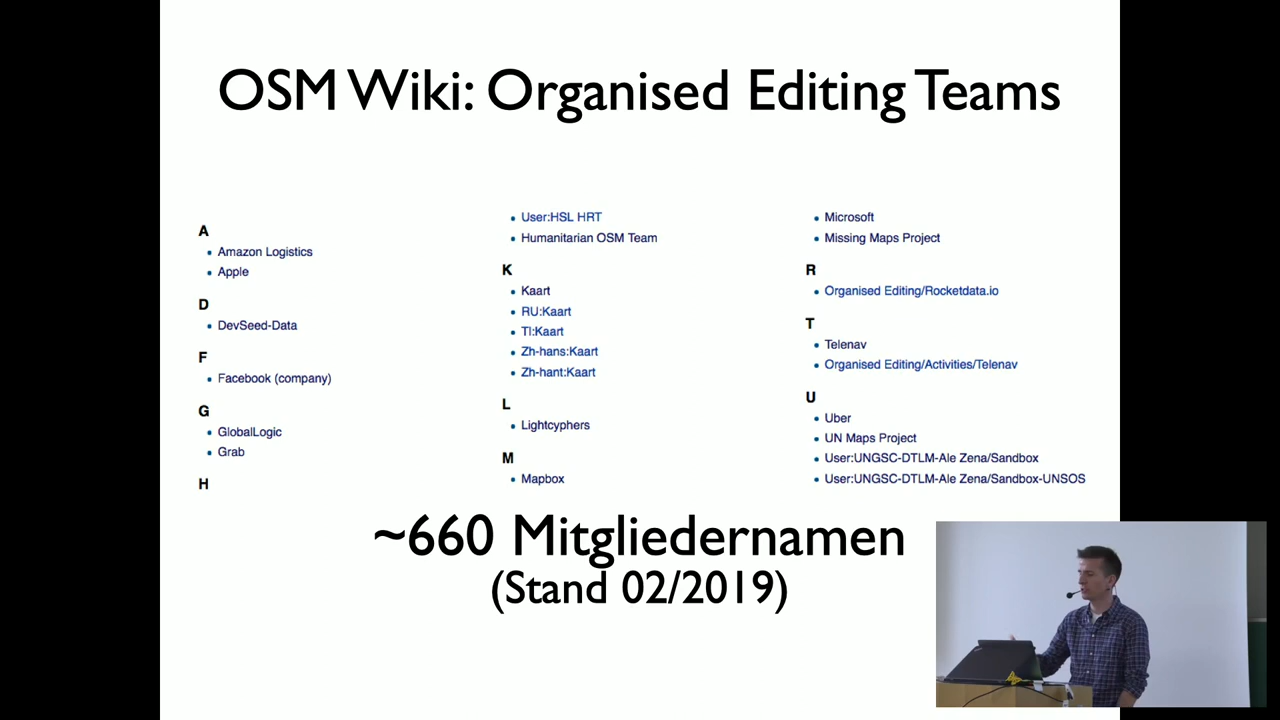 OSM Wiki: Organised Editing Teams
A
Amazon Logistics
Apple
D
DevSeed-Data
F
Facebook (company)
G
GlobalLogic
Grab
H
User:HSL HRT
Humanitarian OSM Team
K
Kaart
RU:Kaart
Tl:Kaart
Zh-hans:Kaart
Zh-hant:Kaart
L
Lightcyphers
M
Mapbox
Microsoft
Missing Maps Project
R
Organised Editing/Rocketdata.io
T
Telenav
Organised Editing/Activities/Telenav
U
Uber
UN Maps Project
User:UNGSC-DTLM-Ale Zena/Sandbox
User:UNGSC-DTLM-Ale Zena/Sandbox-UNSOS
~660 Mitgliedernamen
(Stand 02/2019)